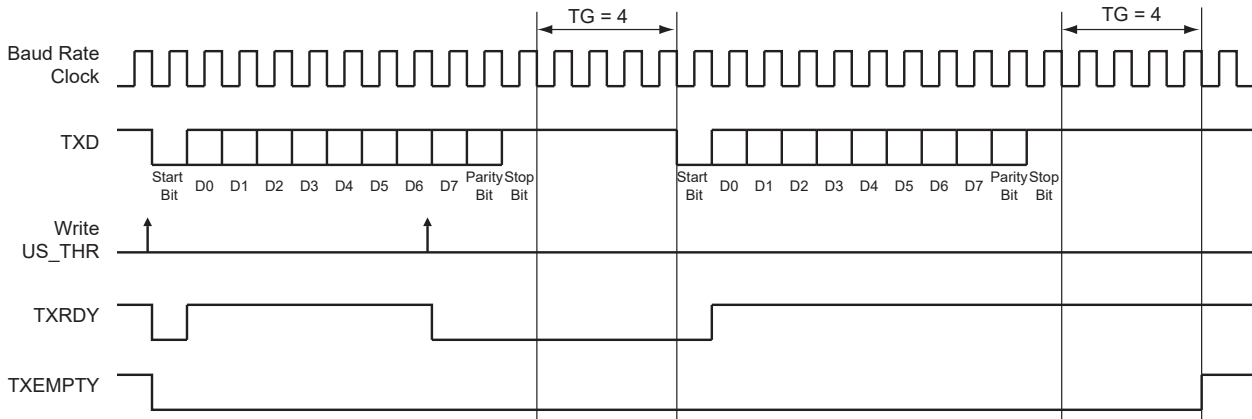 TG = 4
TG = 4
Baud Rate
Clock
TXD
Start
Bit
D0
D1
D2
D3
D4
D5
D6
D7
Parity
Bit
Stop
Bit
Start
Bit
D0
D1
D2
D3
D4
D5
D6
D7
Parity
Bit
Stop
Bit
Write
US_THR
TXRDY
TXEMPTY